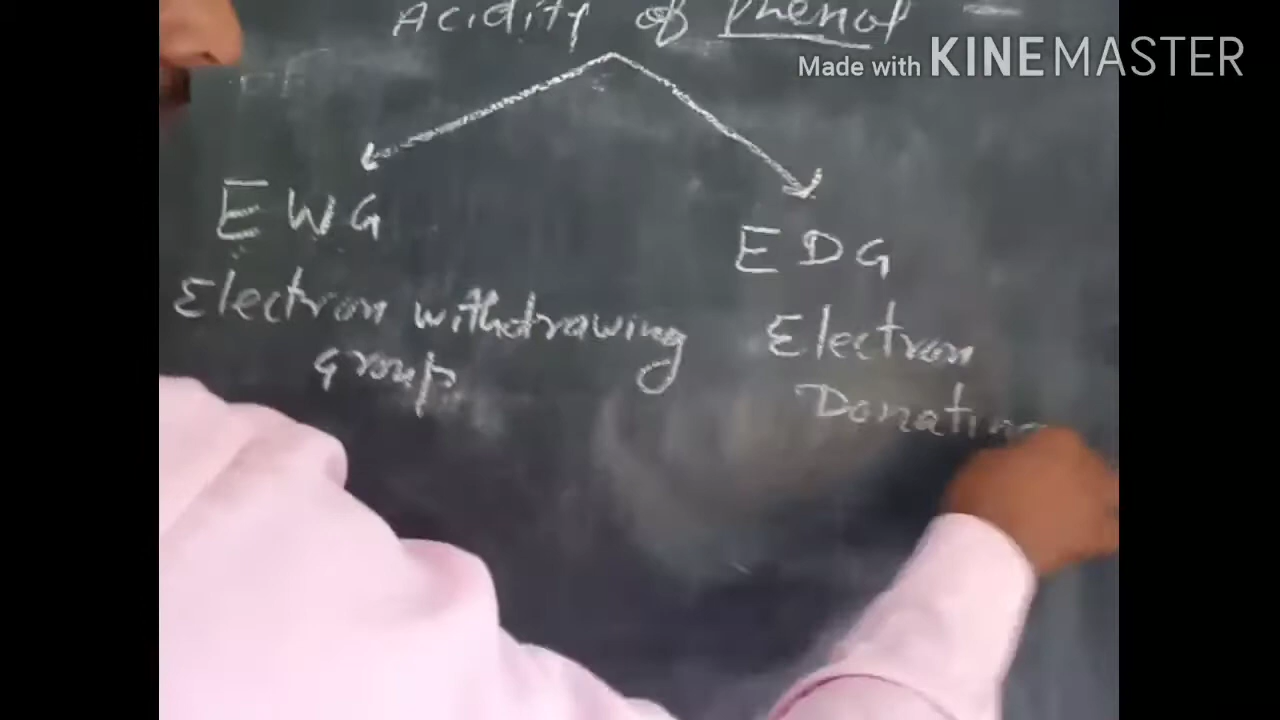 Acidity of Phenol -
Made with KINEMASTER
EWG
EDG
Electron withdrawing
group
Electron
Donating